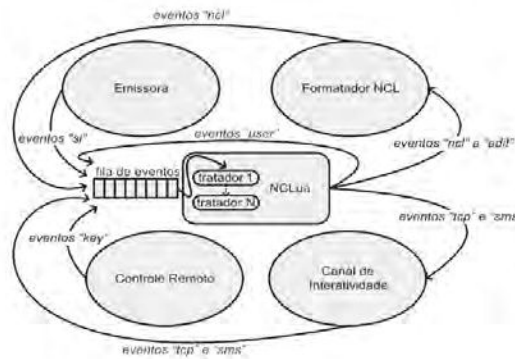 eventos "ncl"
Emissora
Formatador NCL
eventos "si"
eventos "user"
eventos "ncl" e "edit"
fila de eventos
tratador 1
NCLua
tratador N
eventos "tcp" e "sms"
eventos "key"
Controle Remoto
Canal de
Interatividade
eventos "tcp" e "sms"